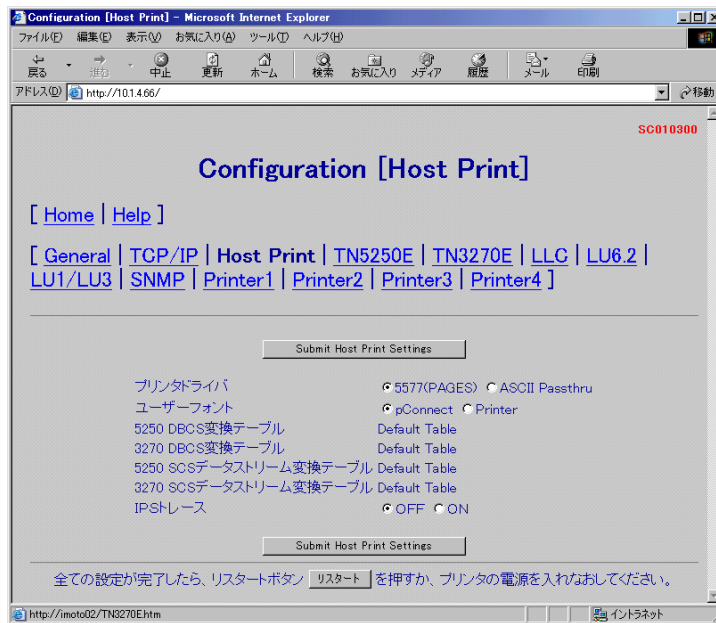 Configuration [Host Print] - Microsoft Internet Explorer
ファイル(F) 編集(E) 表示(V) お気に入り(A) ツール(T) ヘルプ(H)
戻る 進む 中止 更新 ホーム 検索 お気に入り メディア 履歴 メール 印刷
アドレス(D) http://10.1.4.66/ 移動
SC010300
Configuration [Host Print]
[ Home | Help ]
[ General | TCP/IP | Host Print | TN5250E | TN3270E | LLC | LU6.2 |
LU1/LU3 | SNMP | Printer1 | Printer2 | Printer3 | Printer4 ]
Submit Host Print Settings
プリンタドライバ 5577(PAGES) ASCII Passthru
ユーザーフォント pConnect Printer
5250 DBCS変換テーブル Default Table
3270 DBCS変換テーブル Default Table
5250 SCSデータストリーム変換テーブル Default Table
3270 SCSデータストリーム変換テーブル Default Table
IPSトレース OFF ON
Submit Host Print Settings
全ての設定が完了したら、リスタートボタン リスタート を押すか、プリンタの電源を入れなおしてください。
http://imoto02/TN3270E.htm イントラネット